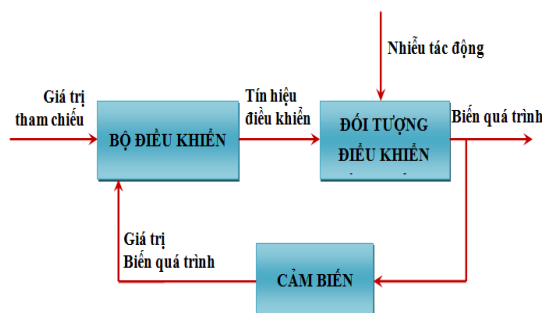 Nhiễu tác động
Giá trị
tham chiếu
BỘ ĐIỀU KHIỂN
Tín hiệu
điều khiển
ĐỐI TƯỢNG
ĐIỀU KHIỂN
Biến quá trình
Giá trị
Biến quá trình
CẢM BIẾN